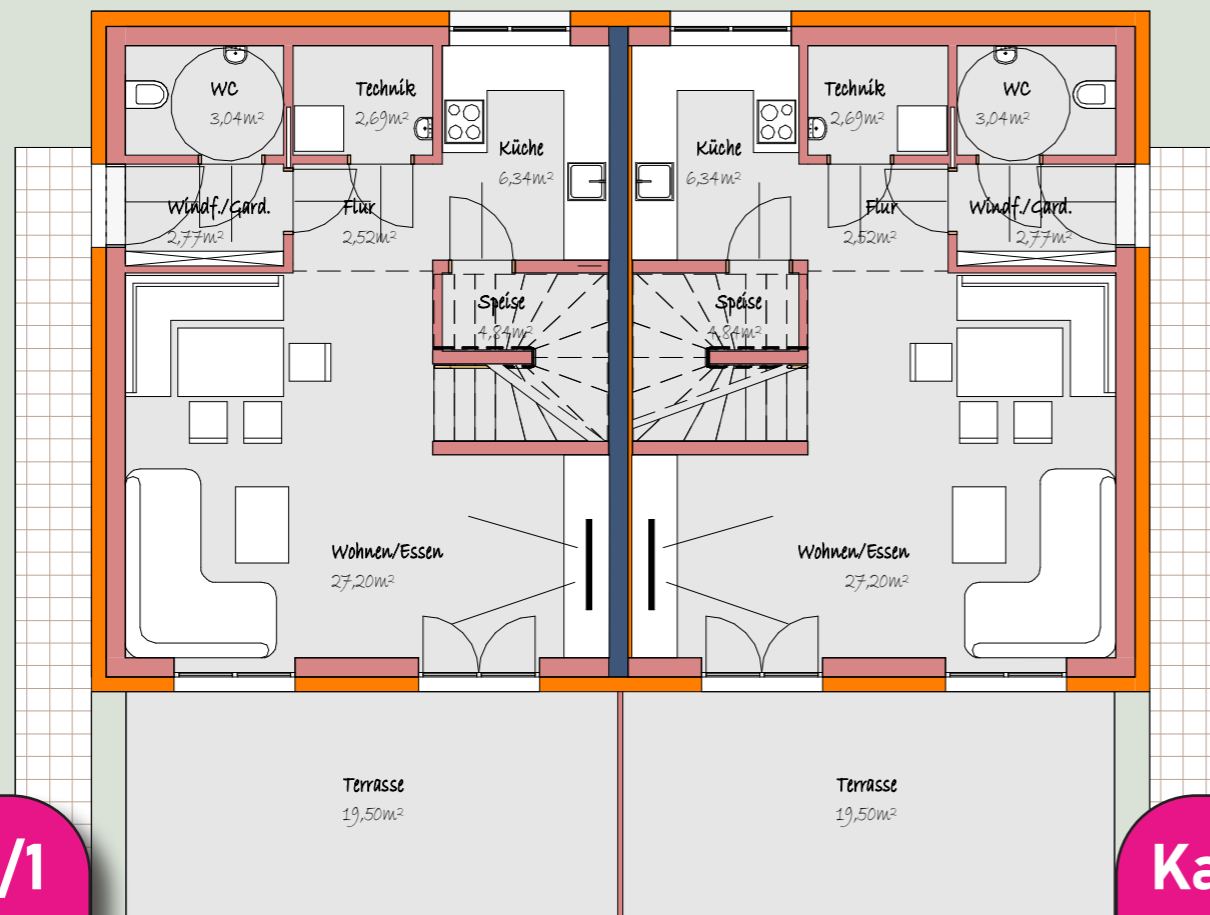 WC
3,04m²
Technik
2,69m²
Küche
6,34m²
Windf./Gard.
2,77m²
Flur
2,52m²
Speise
4,84m²
Wohnen/Essen
27,20m²
Terrasse
19,50m²
Küche
6,34m²
Technik
2,69m²
WC
3,04m²
Flur
2,52m²
Windf./Gard.
2,77m²
Speise
4,84m²
Wohnen/Essen
27,20m²
Terrasse
19,50m²
/1
Ka